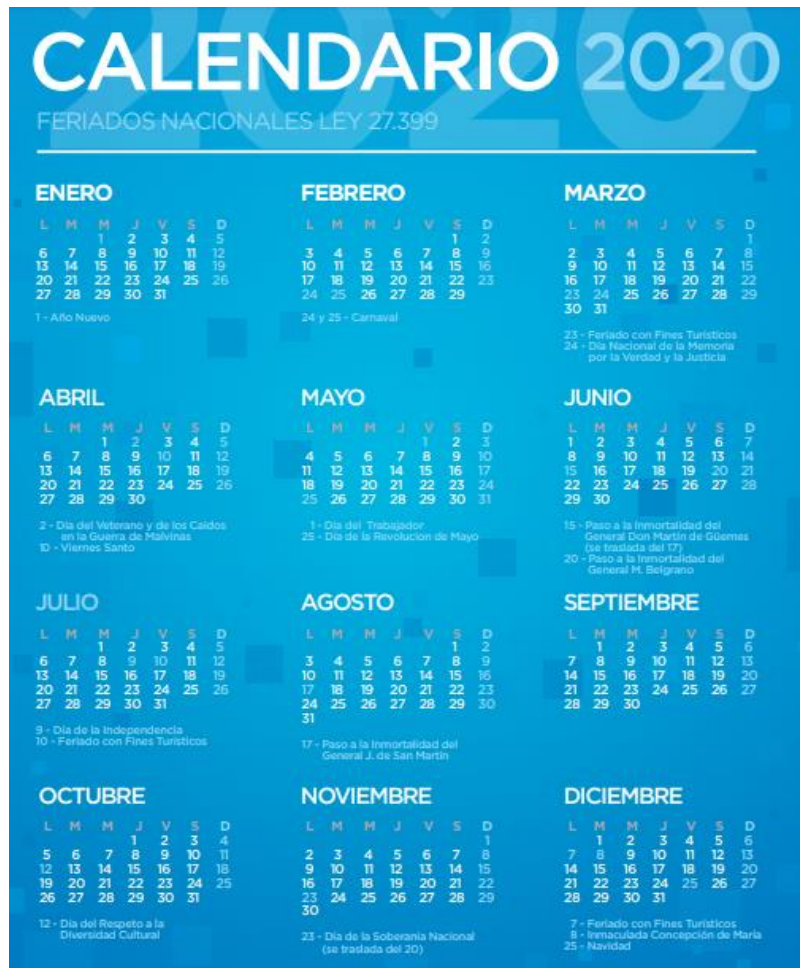 2020
CALENDARIO 2020
FERIADOS NACIONALES LEY 27.399
ENERO
L M M J V S D
1 2 3 4 5
6 7 8 9 10 11 12
13 14 15 16 17 18 19
20 21 22 23 24 25 26
27 28 29 30 31
1 - Año Nuevo
FEBRERO
L M M J V S D
1 2
3 4 5 6 7 8 9
10 11 12 13 14 15 16
17 18 19 20 21 22 23
24 25 26 27 28 29
24 y 25 - Carnaval
MARZO
L M M J V S D
1
2 3 4 5 6 7 8
9 10 11 12 13 14 15
16 17 18 19 20 21 22
23 24 25 26 27 28 29
30 31
23 - Feriado con Fines Turísticos
24 - Día Nacional de la Memoria
por la Verdad y la Justicia
ABRIL
L M M J V S D
1 2 3 4 5
6 7 8 9 10 11 12
13 14 15 16 17 18 19
20 21 22 23 24 25 26
27 28 29 30
2 - Día del Veterano y de los Caídos
en la Guerra de Malvinas
10 - Viernes Santo
MAYO
L M M J V S D
1 2 3
4 5 6 7 8 9 10
11 12 13 14 15 16 17
18 19 20 21 22 23 24
25 26 27 28 29 30 31
1 - Día del Trabajador
25 - Día de la Revolucion de Mayo
JUNIO
L M M J V S D
1 2 3 4 5 6 7
8 9 10 11 12 13 14
15 16 17 18 19 20 21
22 23 24 25 26 27 28
29 30
15 - Paso a la Inmortalidad del
General Don Martín de Güemes
(se traslada del 17)
20 - Paso a la Inmortalidad del
General M. Belgrano
JULIO
L M M J V S D
1 2 3 4 5
6 7 8 9 10 11 12
13 14 15 16 17 18 19
20 21 22 23 24 25 26
27 28 29 30 31
9 - Día de la Independencia
10 - Feriado con Fines Turísticos
AGOSTO
L M M J V S D
1 2
3 4 5 6 7 8 9
10 11 12 13 14 15 16
17 18 19 20 21 22 23
24 25 26 27 28 29 30
31
17 - Paso a la Inmortalidad del
General J. de San Martín
SEPTIEMBRE
L M M J V S D
1 2 3 4 5 6
7 8 9 10 11 12 13
14 15 16 17 18 19 20
21 22 23 24 25 26 27
28 29 30
OCTUBRE
L M M J V S D
1 2 3 4
5 6 7 8 9 10 11
12 13 14 15 16 17 18
19 20 21 22 23 24 25
26 27 28 29 30 31
12 - Día del Respeto a la
Diversidad Cultural
NOVIEMBRE
L M M J V S D
1
2 3 4 5 6 7 8
9 10 11 12 13 14 15
16 17 18 19 20 21 22
23 24 25 26 27 28 29
30
23 - Día de la Soberanía Nacional
(se traslada del 20)
DICIEMBRE
L M M J V S D
1 2 3 4 5 6
7 8 9 10 11 12 13
14 15 16 17 18 19 20
21 22 23 24 25 26 27
28 29 30 31
7 - Feriado con Fines Turísticos
8 - Inmaculada Concepción de María
25 - Navidad